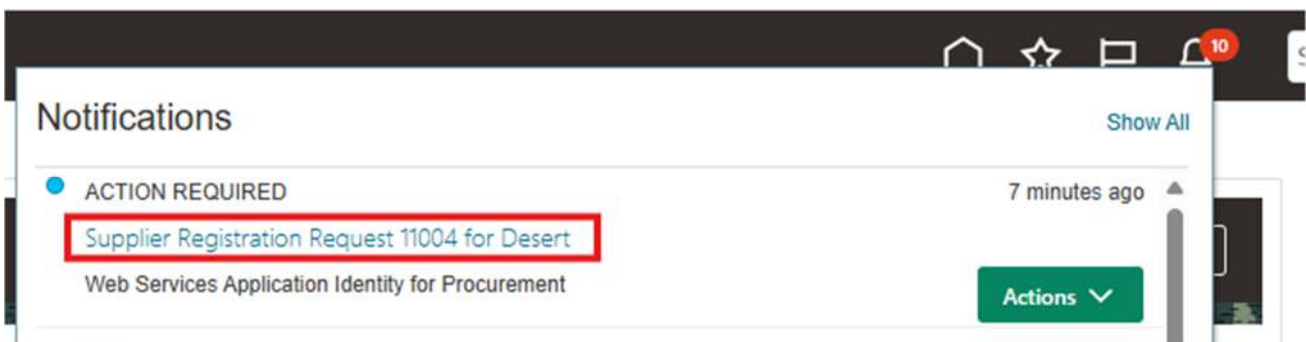 10
S
Notifications
Show All
ACTION REQUIRED
7 minutes ago
Supplier Registration Request 11004 for Desert
Web Services Application Identity for Procurement
Actions